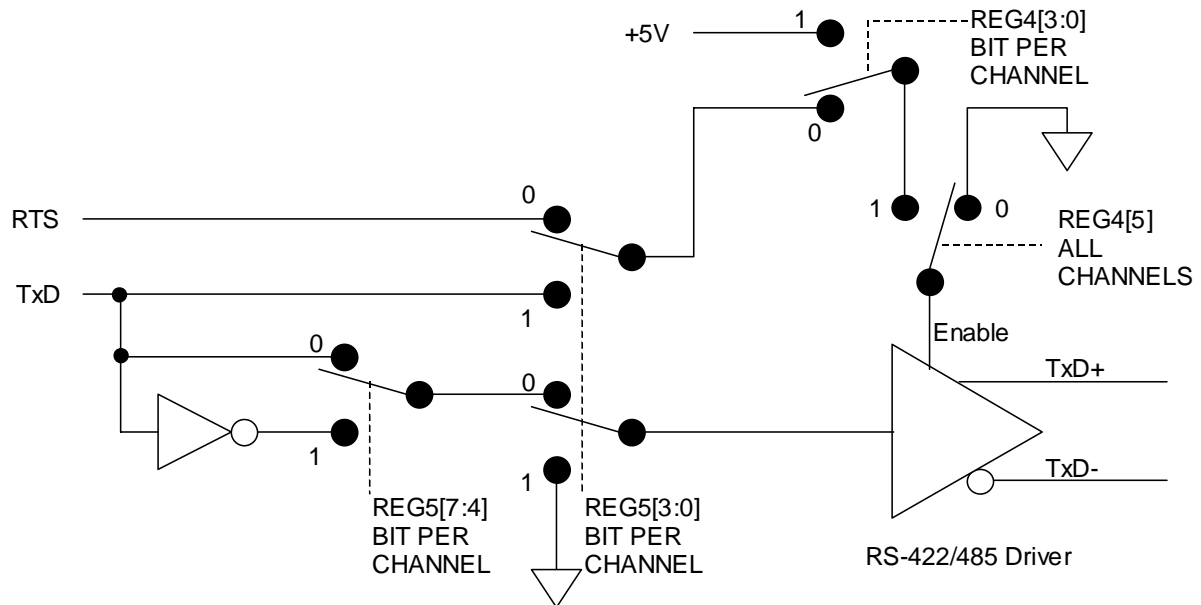 1
+5V
REG4[3:0]
BIT PER
CHANNEL
0
0
RTS
1
0
REG4[5]
ALL
CHANNELS
TxD
1
Enable
0
0
TxD+
1
1
TxD-
REG5[7:4]
BIT PER
CHANNEL
REG5[3:0]
BIT PER
CHANNEL
RS-422/485 Driver